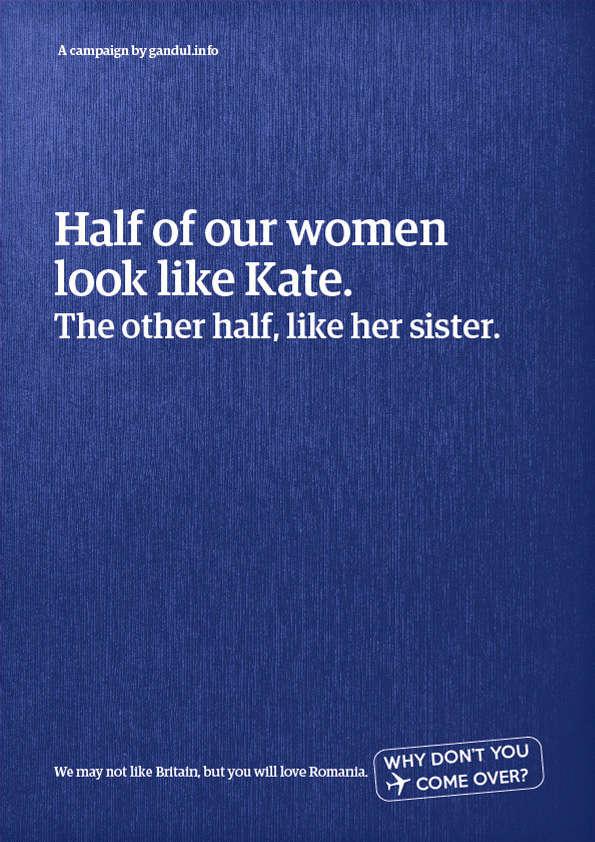 A campaign by gandul.info
Half of our women
look like Kate.
The other half, like her sister.
We may not like Britain, but you will love Romania.
WHY DON'T YOU
COME OVER?